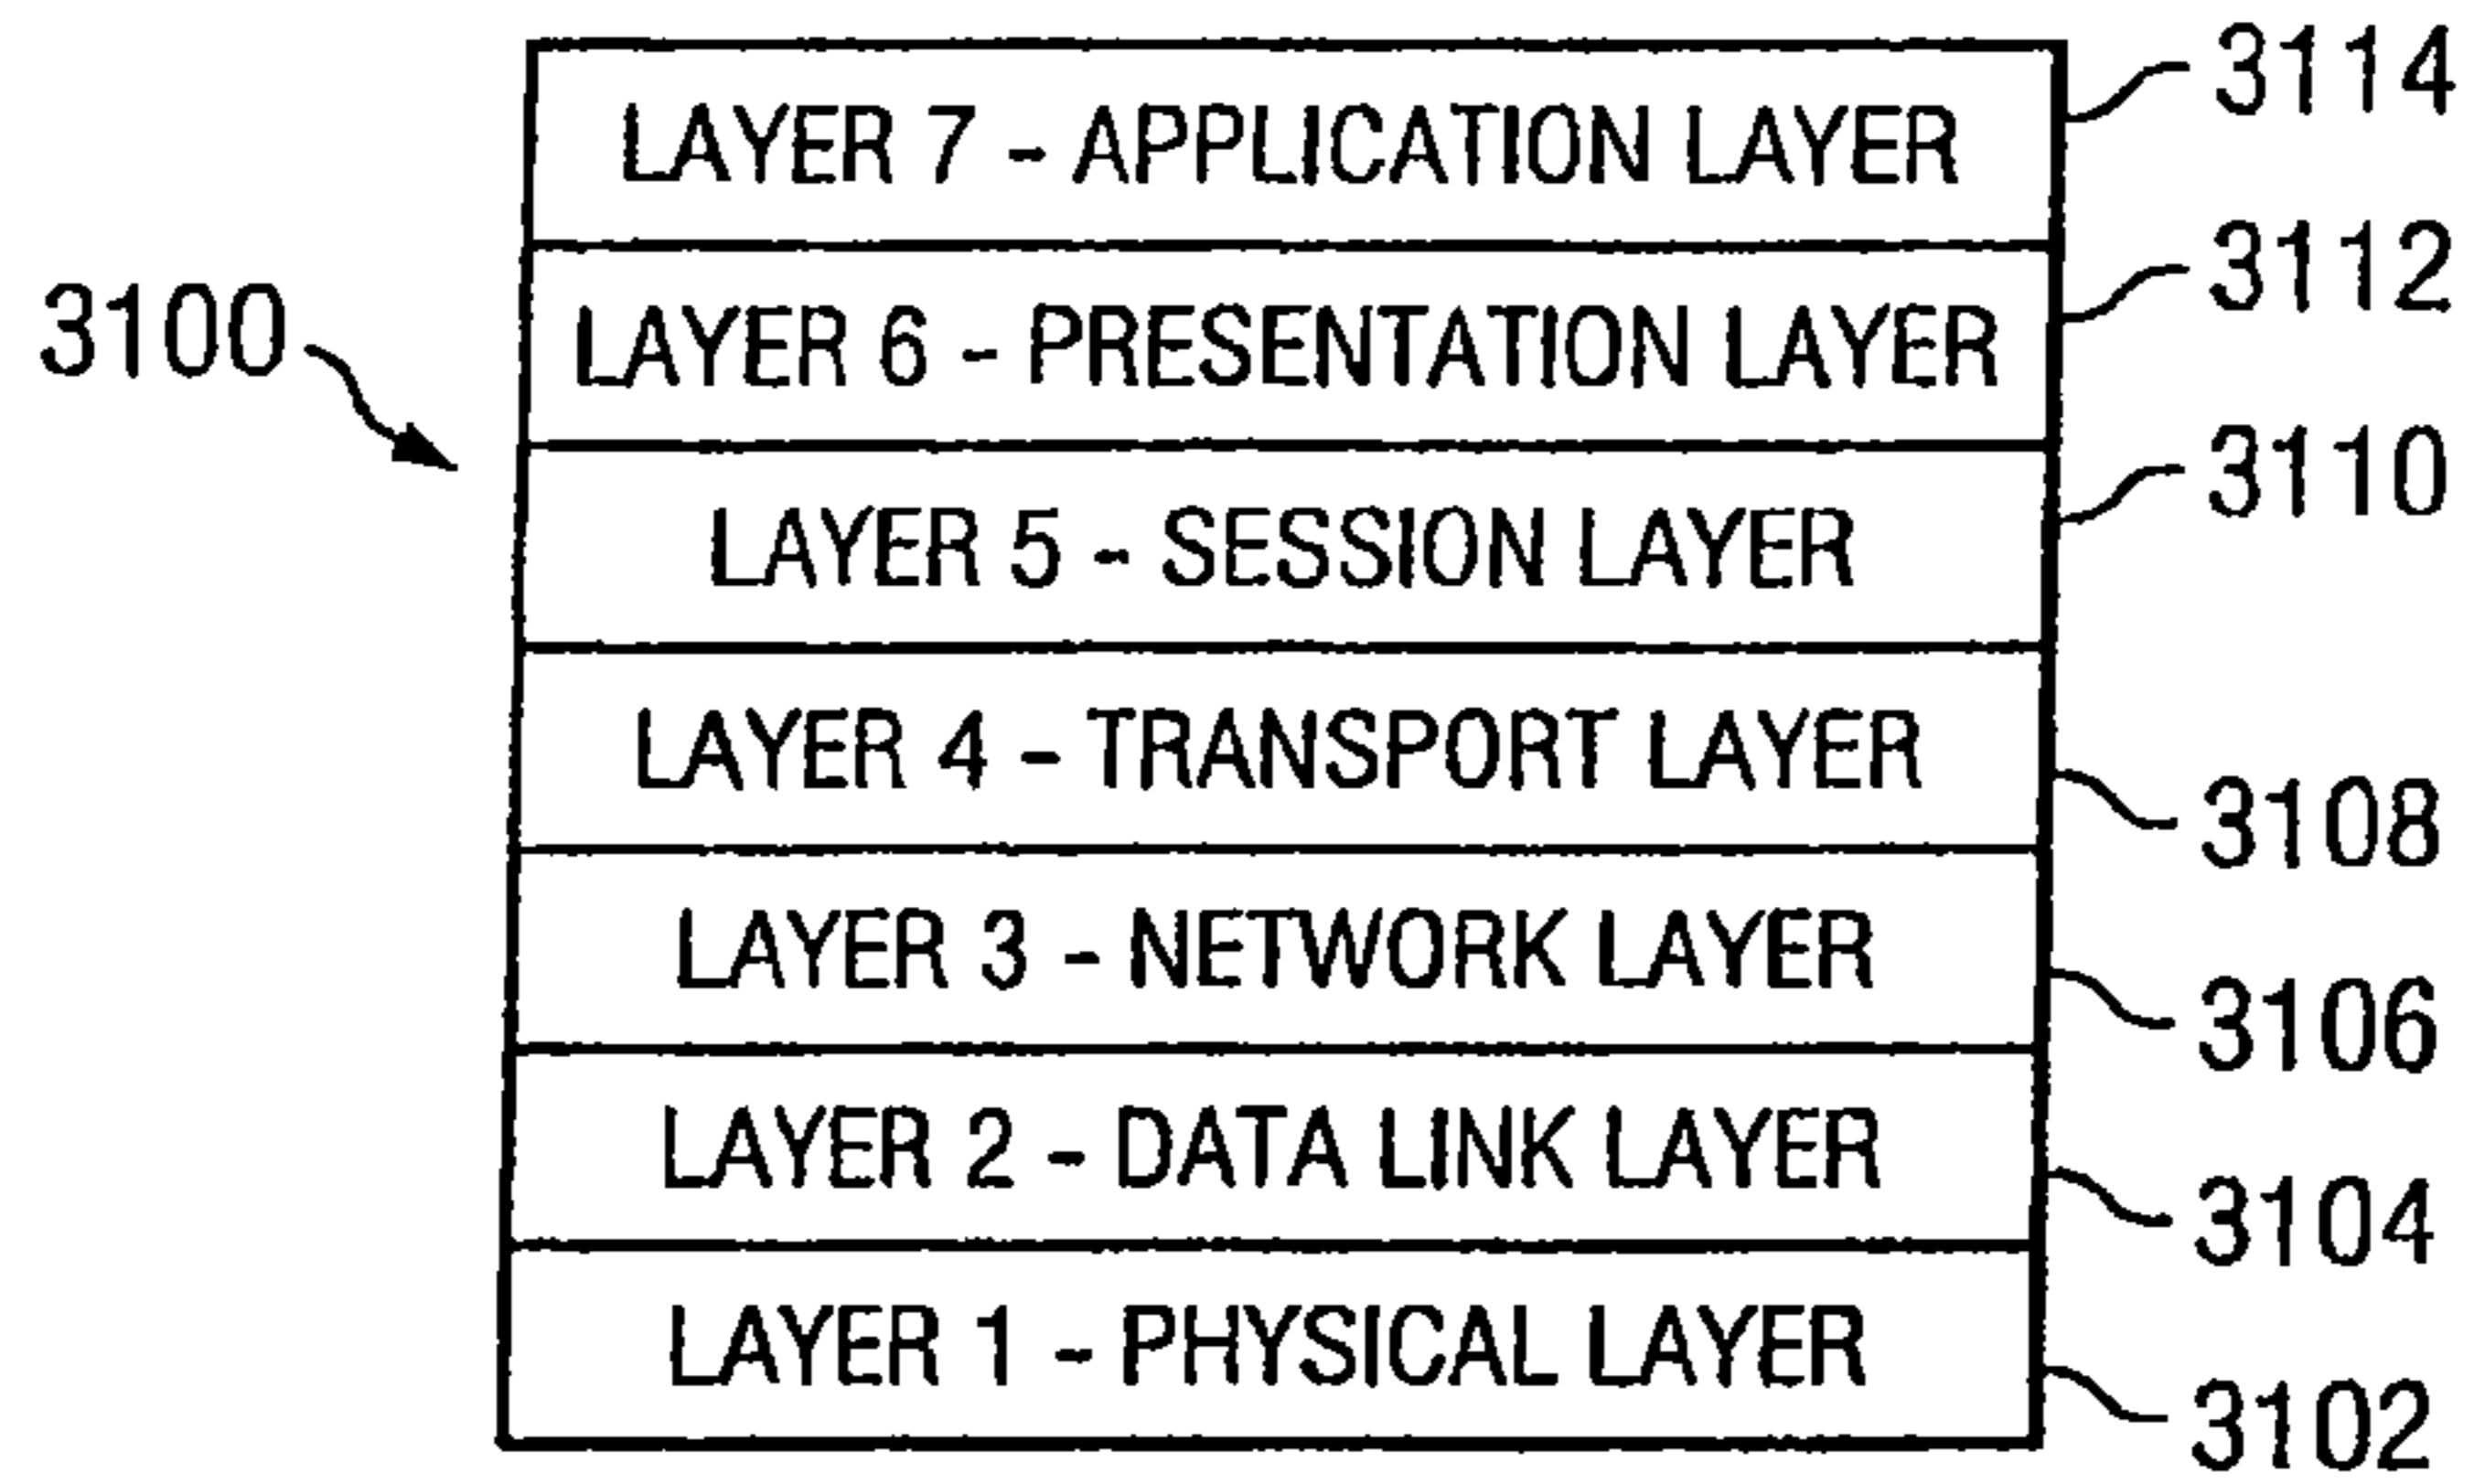 3114
LAYER 7 - APPLICATION LAYER
3112
3100
LAYER 6 - PRESENTATION LAYER
3110
LAYER 5 - SESSION LAYER
LAYER 4 - TRANSPORT LAYER
3108
LAYER 3 - NETWORK LAYER
3106
LAYER 2 - DATA LINK LAYER
3104
LAYER 1 - PHYSICAL LAYER
3102